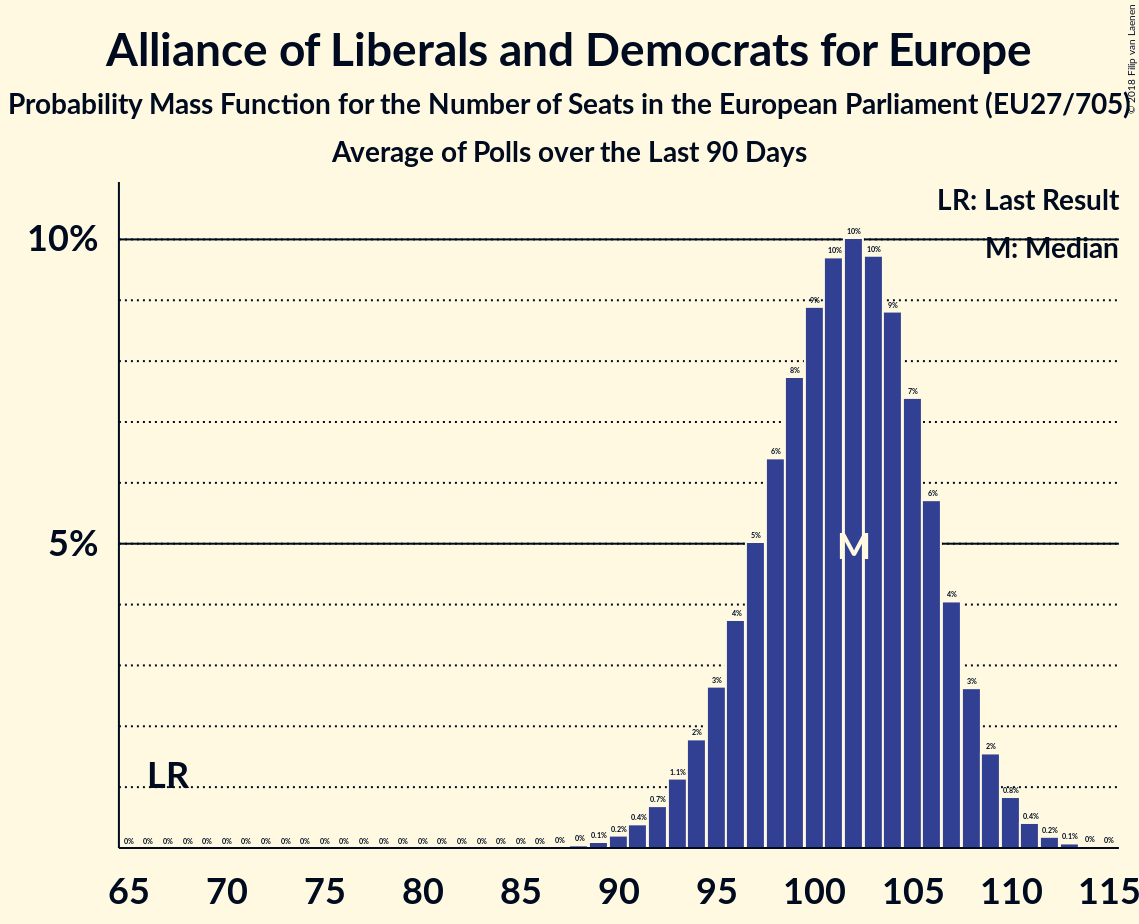 Alliance of Liberals and Democrats for Europe
Probability Mass Function for the Number of Seats in the European Parliament (EU27/705)
Average of Polls over the Last 90 Days
© 2018 Filip van Laenen
LR: Last Result
M: Median
10%
5%
LR
M
0% 0% 0% 0% 0% 0% 0% 0% 0% 0% 0% 0% 0% 0% 0% 0% 0% 0% 0% 0% 0% 0% 0% 0% 0.1% 0.2% 0.4% 0.7% 1.1% 2% 3% 4% 5% 6% 8% 9% 10% 10% 10% 9% 7% 6% 4% 3% 2% 0.8% 0.4% 0.2% 0.1% 0% 0%
65 70 75 80 85 90 95 100 105 110 115